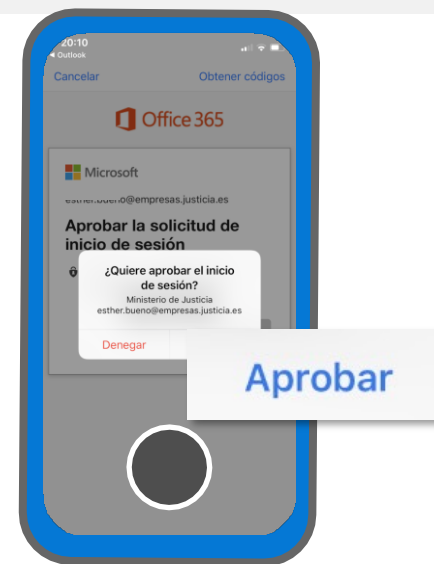 20:10
Outlook
Cancelar
Obtener códigos
Office 365
Microsoft
esther.bueno@empresas.justicia.es
Aprobar la solicitud de
inicio de sesión
¿Quiere aprobar el inicio
de sesión?
Ministerio de Justicia
esther.bueno@empresas.justicia.es
Denegar
Aprobar